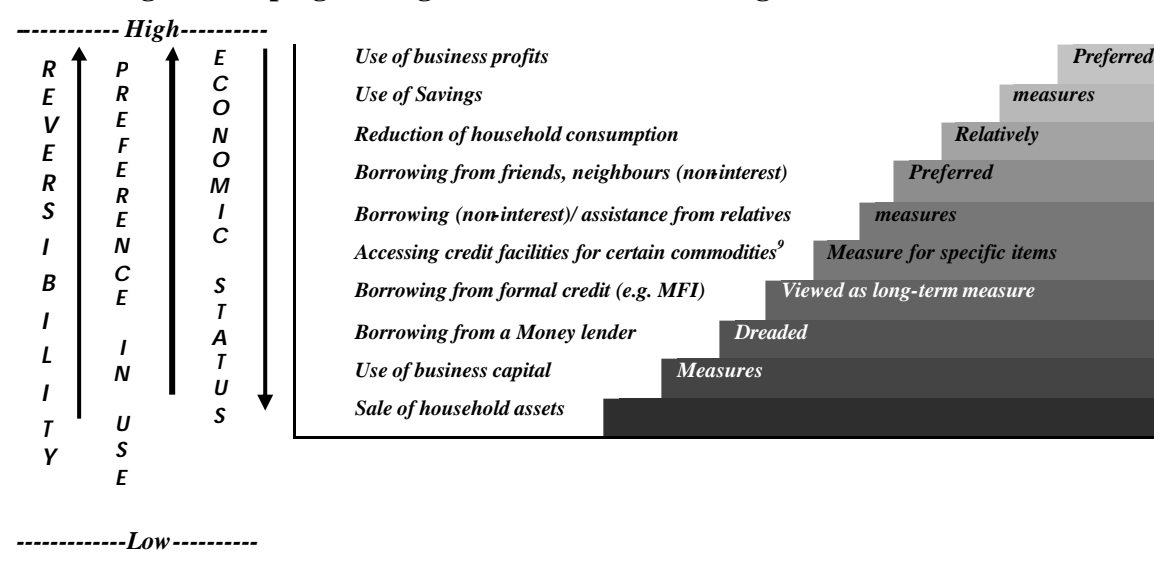 ------------ High----------
REVERSIBILITY
PREFERENCE IN USE
ECONOMIC STATUS
Use of business profits Preferred
Use of Savings measures
Reduction of household consumption Relatively
Borrowing from friends, neighbours (non-interest) Preferred
Borrowing (non-interest)/ assistance from relatives measures
Accessing credit facilities for certain commodities⁹ Measure for specific items
Borrowing from formal credit (e.g. MFI) Viewed as long-term measure
Borrowing from a Money lender Dreaded
Use of business capital Measures
Sale of household assets
-------------Low----------